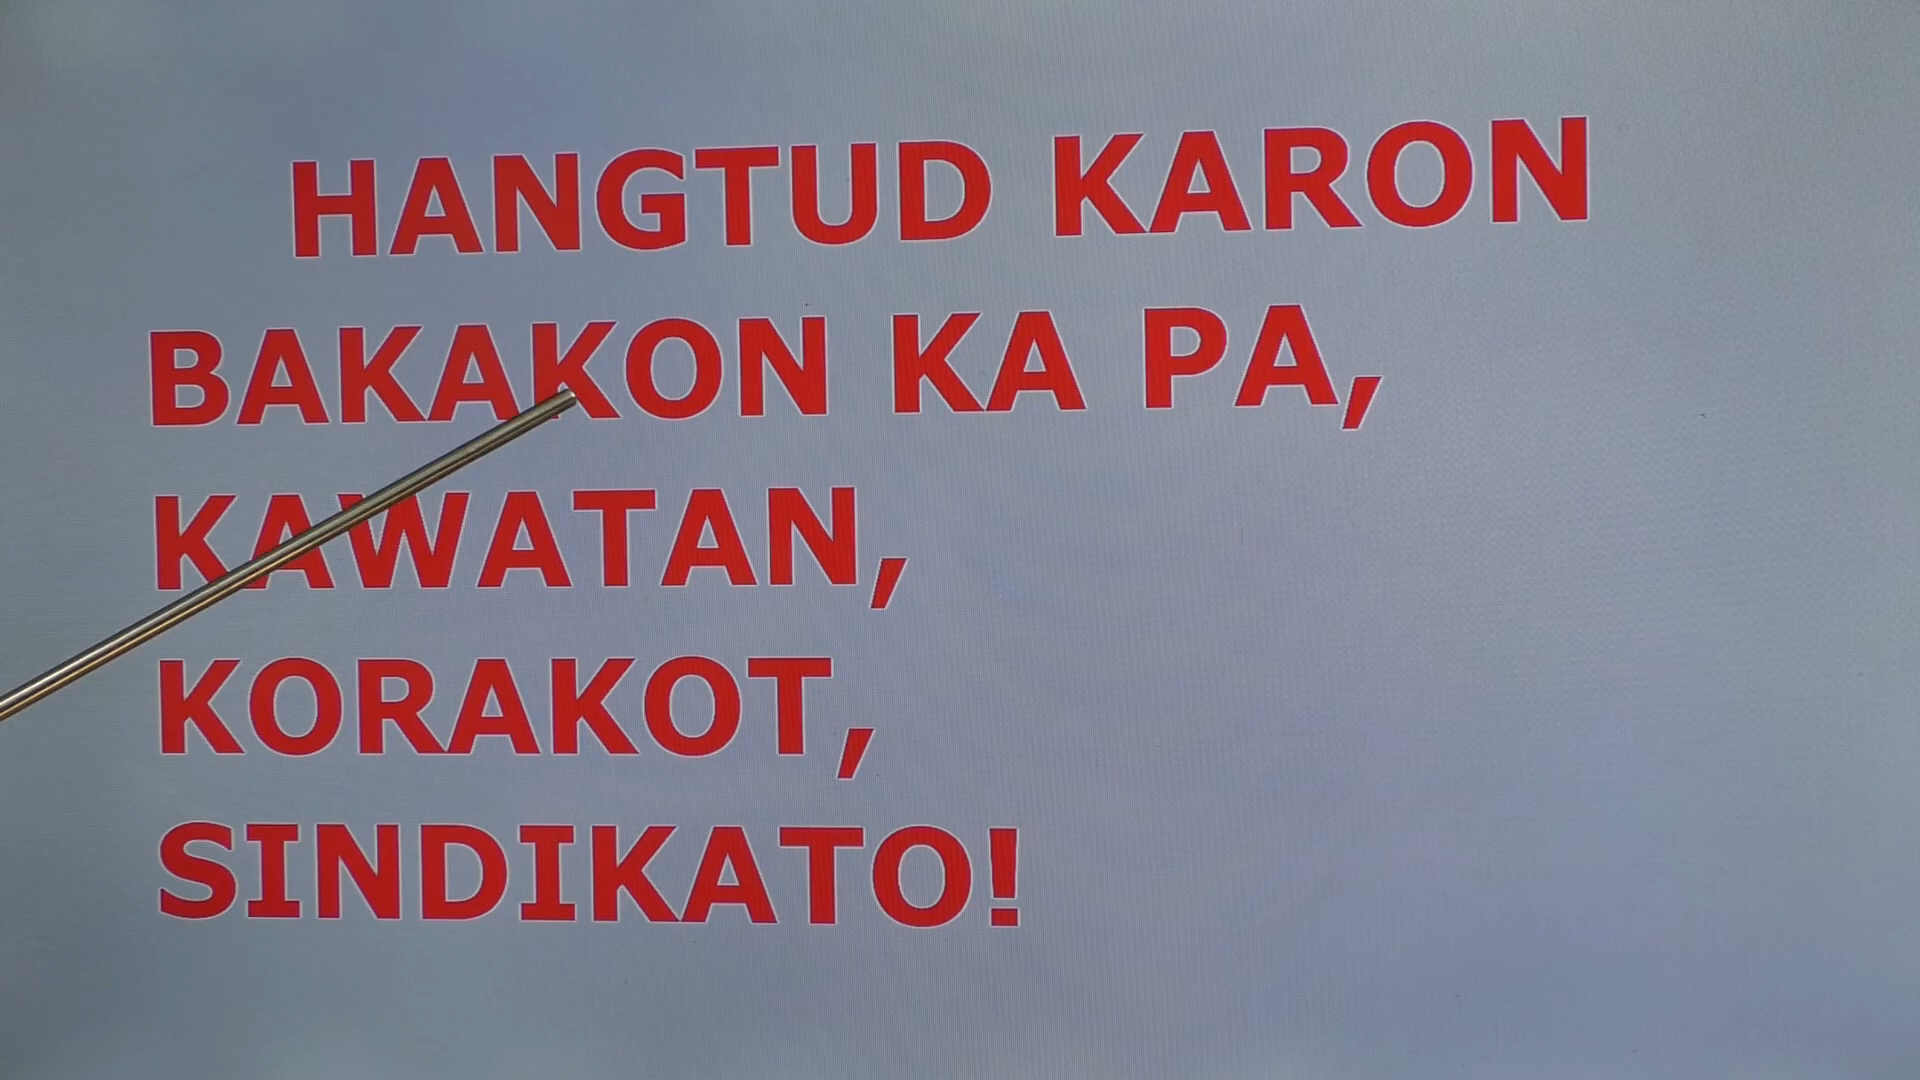 HANGTUD KARON
BAKAKON KA PA,
KAWATAN,
KORAKOT,
SINDIKATO!